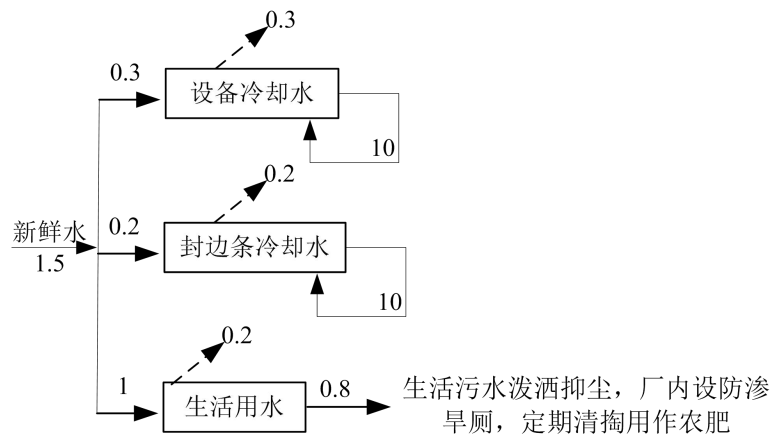 0.3
0.3
设备冷却水
10
0.2
新鲜水
0.2
封边条冷却水
1.5
10
0.2
1
生活用水
0.8
生活污水泼洒抑尘，厂内设防渗
旱厕，定期清掏用作农肥